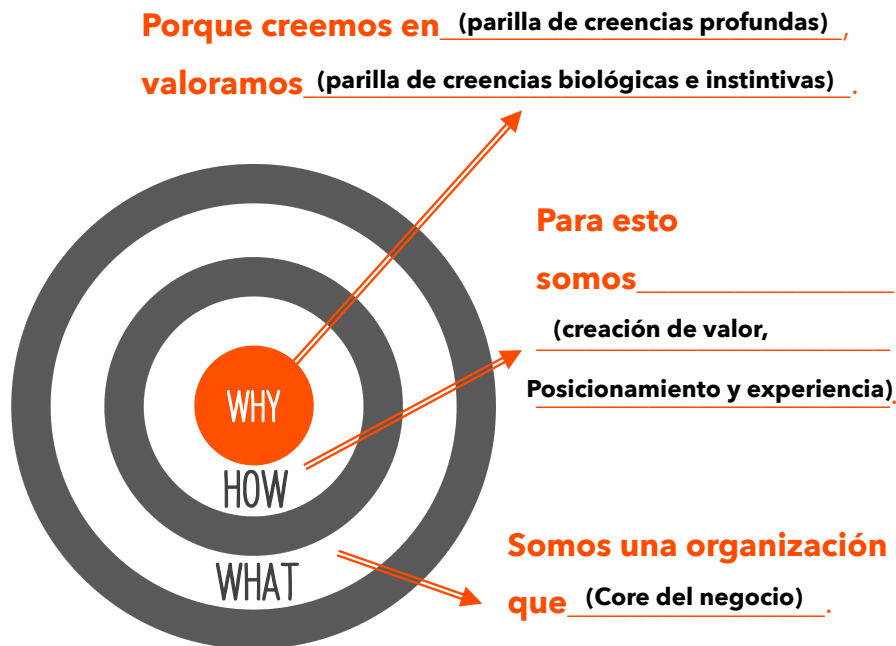 Porque creemos en (parilla de creencias profundas),
valoramos (parilla de creencias biológicas e instintivas).
Para esto
somos
(creación de valor,
Posicionamiento y experiencia).
WHY
HOW
WHAT
Somos una organización
que (Core del negocio).